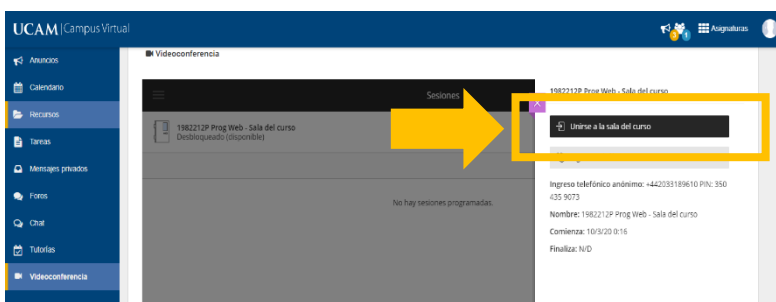 UCAM | Campus Virtual
Asignaturas
Anuncios
Calendario
Recursos
Tareas
Mensajes privados
Foros
Chat
Tutorías
Videoconferencia
Videoconferencia
Sesiones
1982212P Prog Web - Sala del curso
Desbloqueado (disponible)
No hay sesiones programadas.
1982212P Prog Web - Sala del curso
Unirse a la sala del curso
Ingreso telefónico anónimo: +442033189610 PIN: 350
435 9073
Nombre: 1982212P Prog Web - Sala del curso
Comienza: 10/3/20 0:16
Finaliza: N/D